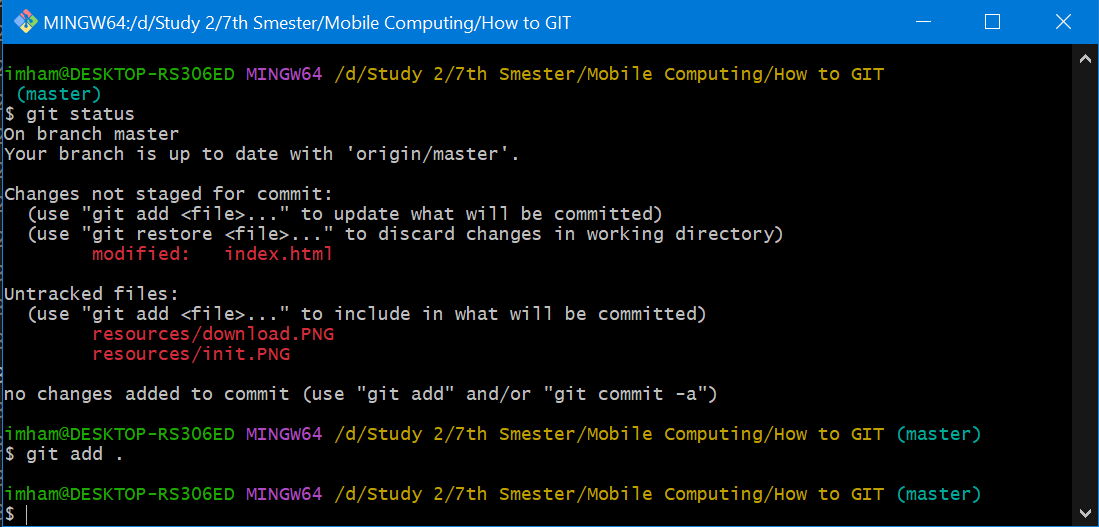 MINGW64:/d/Study 2/7th Smester/Mobile Computing/How to GIT
imham@DESKTOP-RS306ED MINGW64 /d/Study 2/7th Smester/Mobile Computing/How to GIT
(master)
$ git status
On branch master
Your branch is up to date with 'origin/master'.
Changes not staged for commit:
(use "git add <file>..." to update what will be committed)
(use "git restore <file>..." to discard changes in working directory)
modified:   index.html
Untracked files:
(use "git add <file>..." to include in what will be committed)
resources/download.PNG
resources/init.PNG
no changes added to commit (use "git add" and/or "git commit -a")
imham@DESKTOP-RS306ED MINGW64 /d/Study 2/7th Smester/Mobile Computing/How to GIT (master)
$ git add .
imham@DESKTOP-RS306ED MINGW64 /d/Study 2/7th Smester/Mobile Computing/How to GIT (master)
$